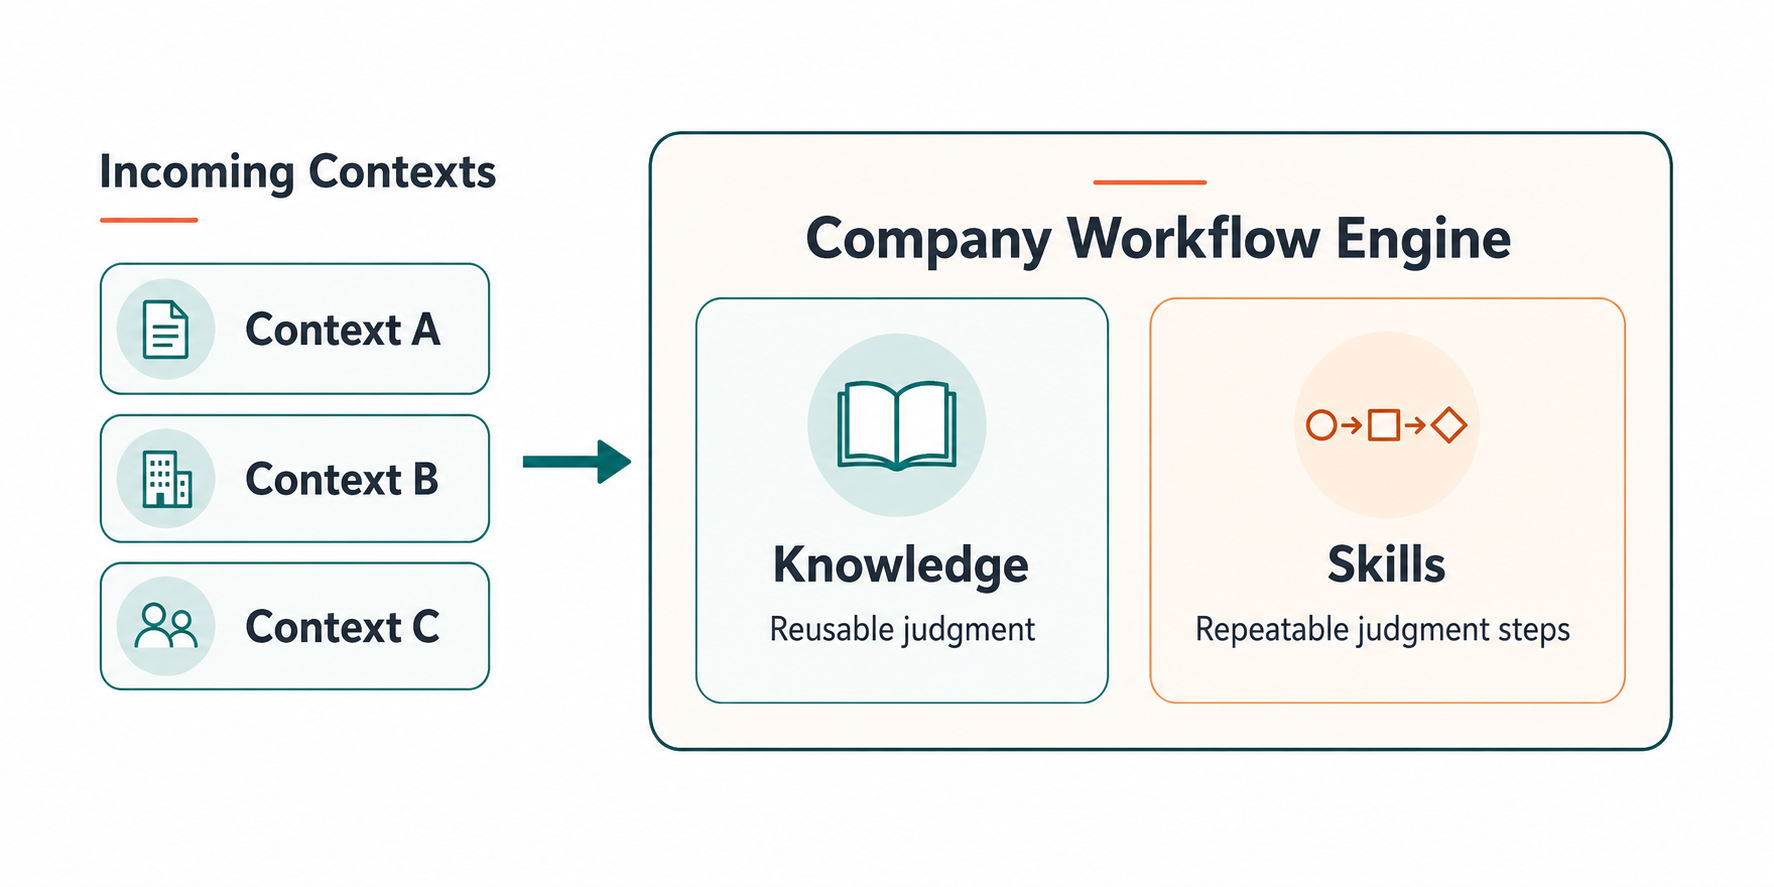 Incoming Contexts
Context A
Context B
Context C
Company Workflow Engine
Knowledge
Reusable judgment
Skills
Repeatable judgment steps